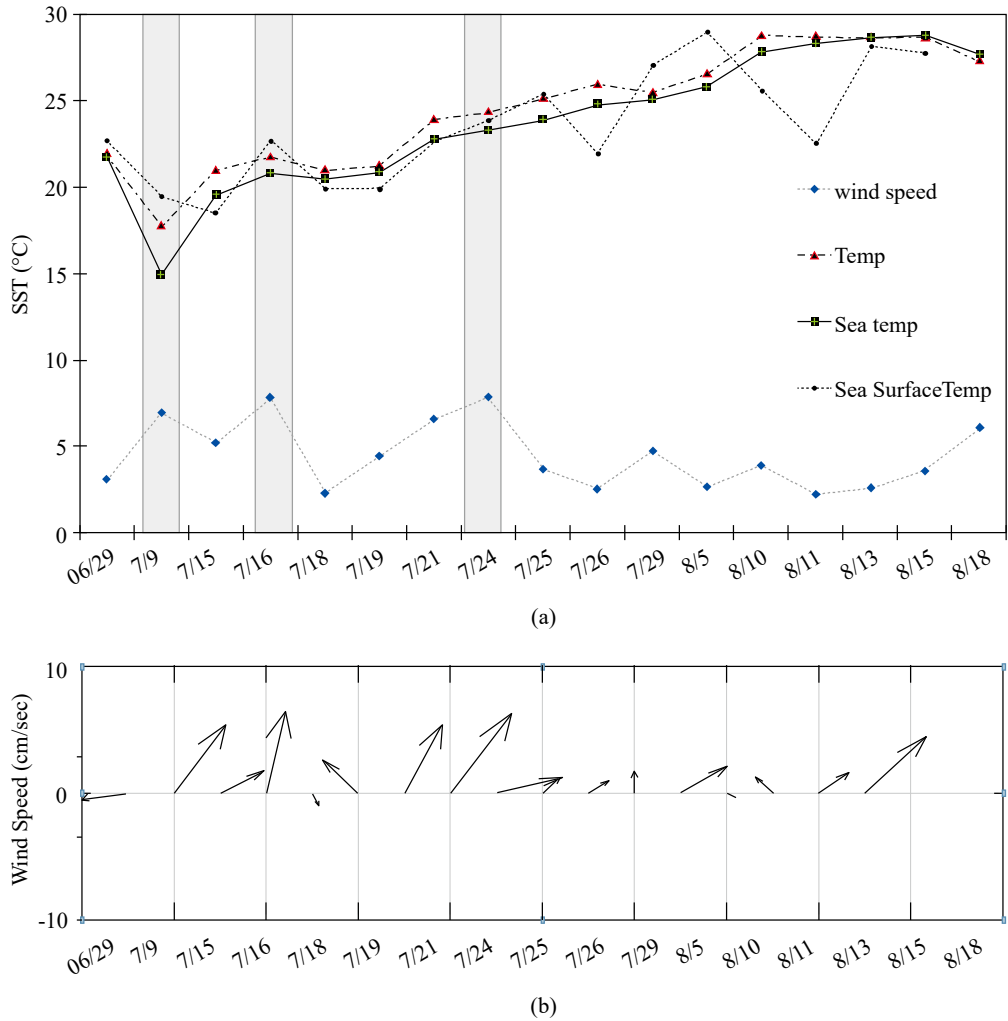 30
25
20
15
10
5
0
SST (°C)
wind speed
Temp
Sea temp
Sea SurfaceTemp
06/29 7/9 7/15 7/16 7/18 7/19 7/21 7/24 7/25 7/26 7/29 8/5 8/10 8/11 8/13 8/15 8/18
(a)
10
0
-10
Wind Speed (cm/sec)
06/29 7/9 7/15 7/16 7/18 7/19 7/21 7/24 7/25 7/26 7/29 8/5 8/10 8/11 8/13 8/15 8/18
(b)